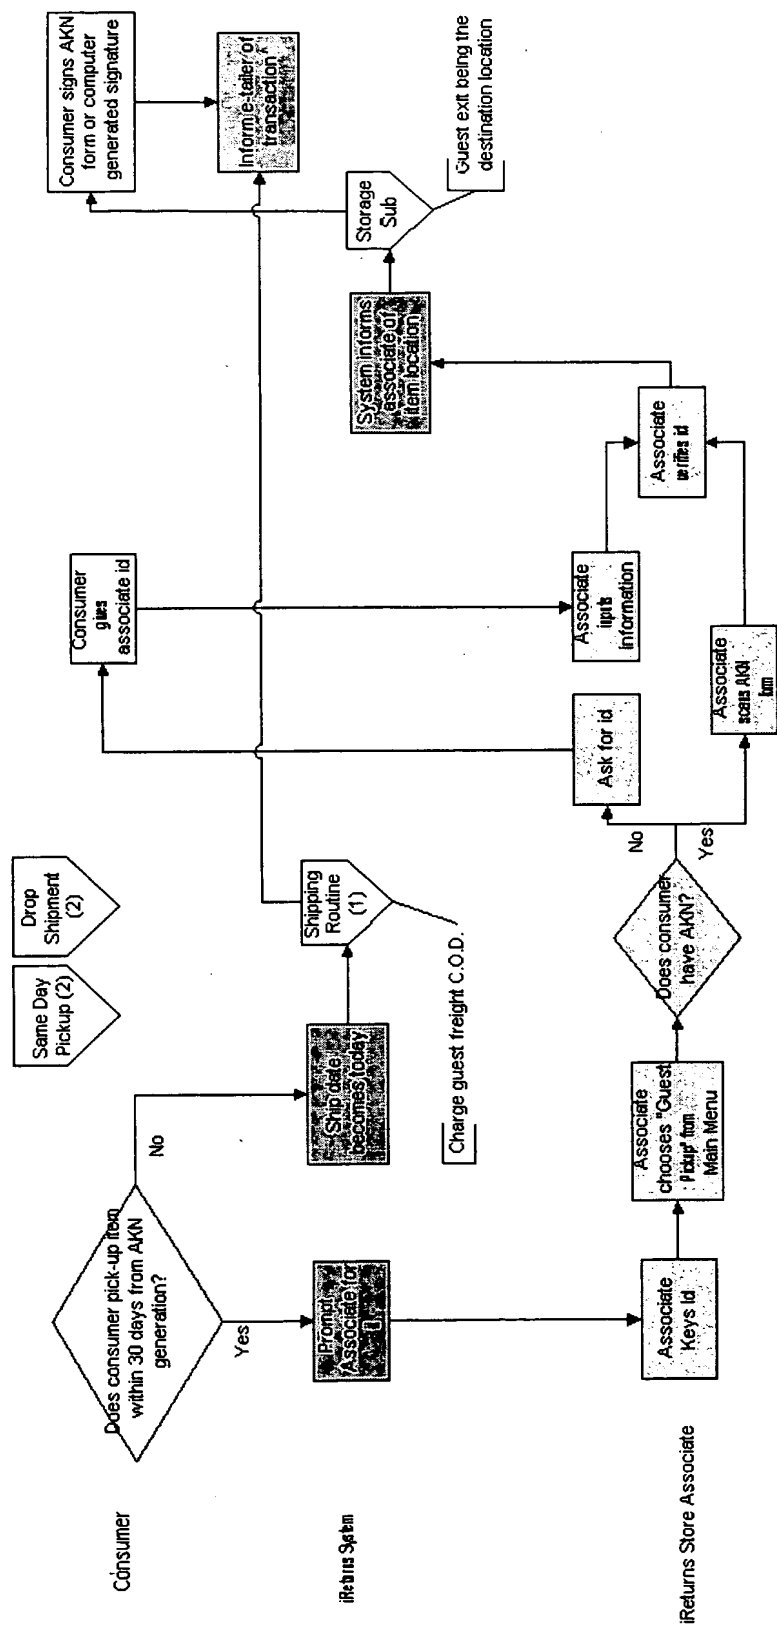 Consumer
iReturns System
iReturns Store Associate
Same Day
Pickup (2)
Drop
Shipment
(2)
Does consumer pick-up item
within 30 days from AKN
generation?
No
Yes
Ship date
becomes today
Shipping
Routine
(1)
Charge guest freight C.O.D.
Prompt
Associate for
Associate
Keys Id
Associate
chooses "Guest
Pickup" from
Main Menu
Does consumer
have AKN?
No
Yes
Ask for id
Consumer
gives
associate id
Associate
inputs
information
Associate
scans AKN
form
Associate
verifies id
System informs
associate of
item location
Storage
Sub
Guest exit being the
destination location
Consumer signs AKN
form or computer
generated signature
Inform e-tailer of
transaction